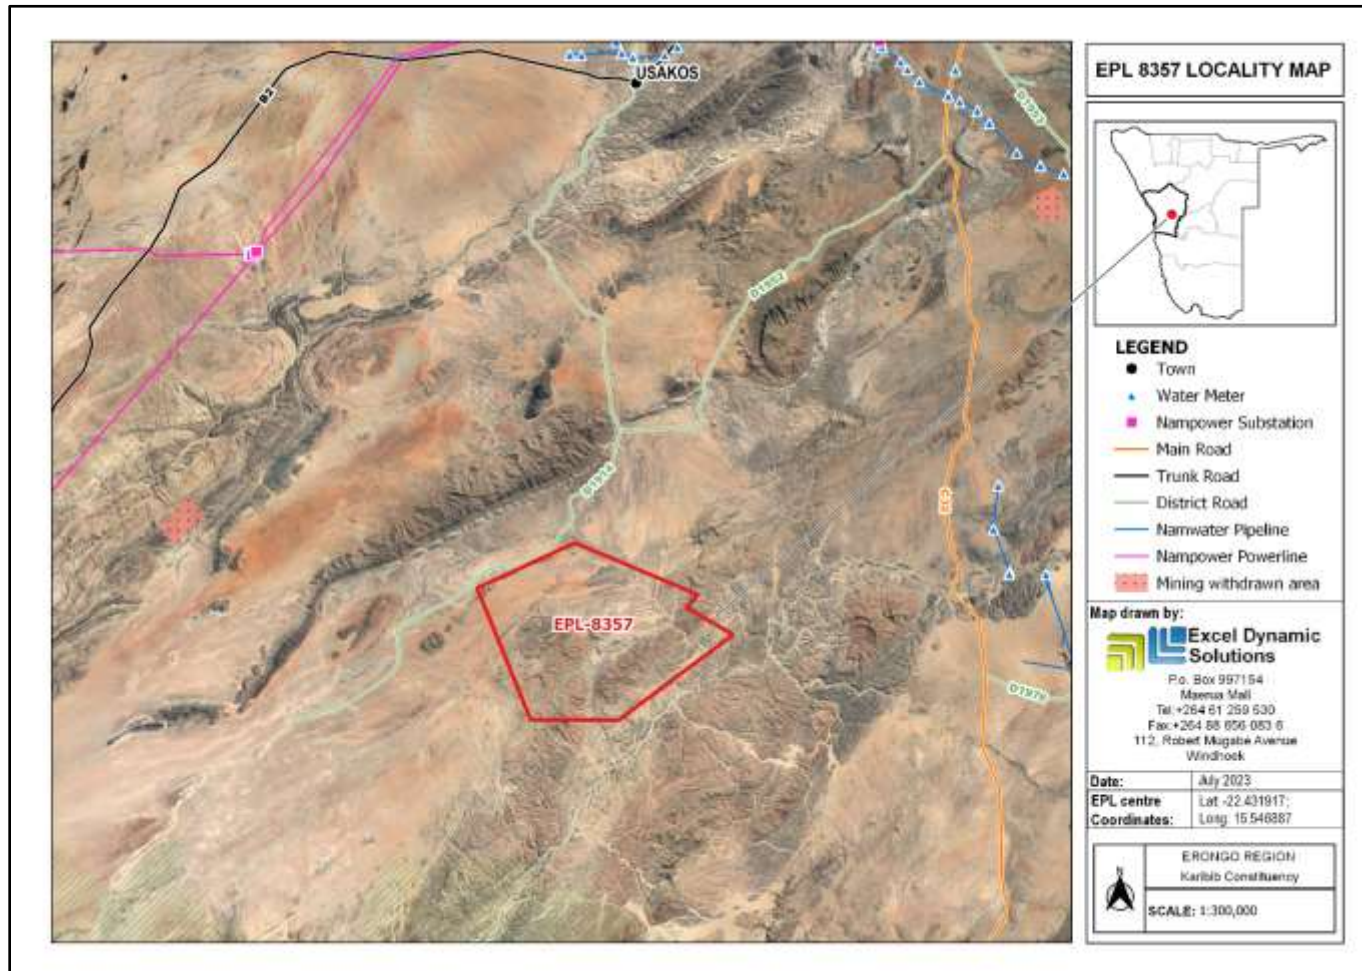 EPL 8357 LOCALITY MAP
USAKOS
B2
D1952
D1914
C32
D1976
EPL-8357
LEGEND
Town
Water Meter
Nampower Substation
Main Road
Trunk Road
District Road
Namwater Pipeline
Nampower Powerline
Mining withdrawn area
Map drawn by:
Excel Dynamic
Solutions
P.o. Box 997154
Maerua Mall
Tel:+264 61 259 530
Fax:+264 88 656 083 6
112, Robert Mugabe Avenue
Windhoek
Date: July 2023
EPL centre Lat -22.431917;
Coordinates: Long: 15.546887
N
ERONGO REGION
Karibib Constituency
SCALE: 1:300,000